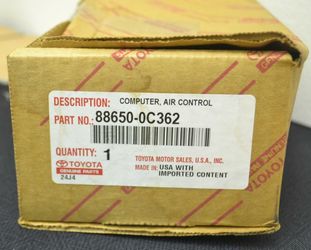 DESCRIPTION: COMPUTER, AIR CONTROL
PART NO.: 88650-0C362
QUANTITY: 1
TOYOTA MOTOR SALES, U.S.A., INC.
TOYOTA
GENUINE PARTS
MADE IN: USA WITH
IMPORTED CONTENT
24J4